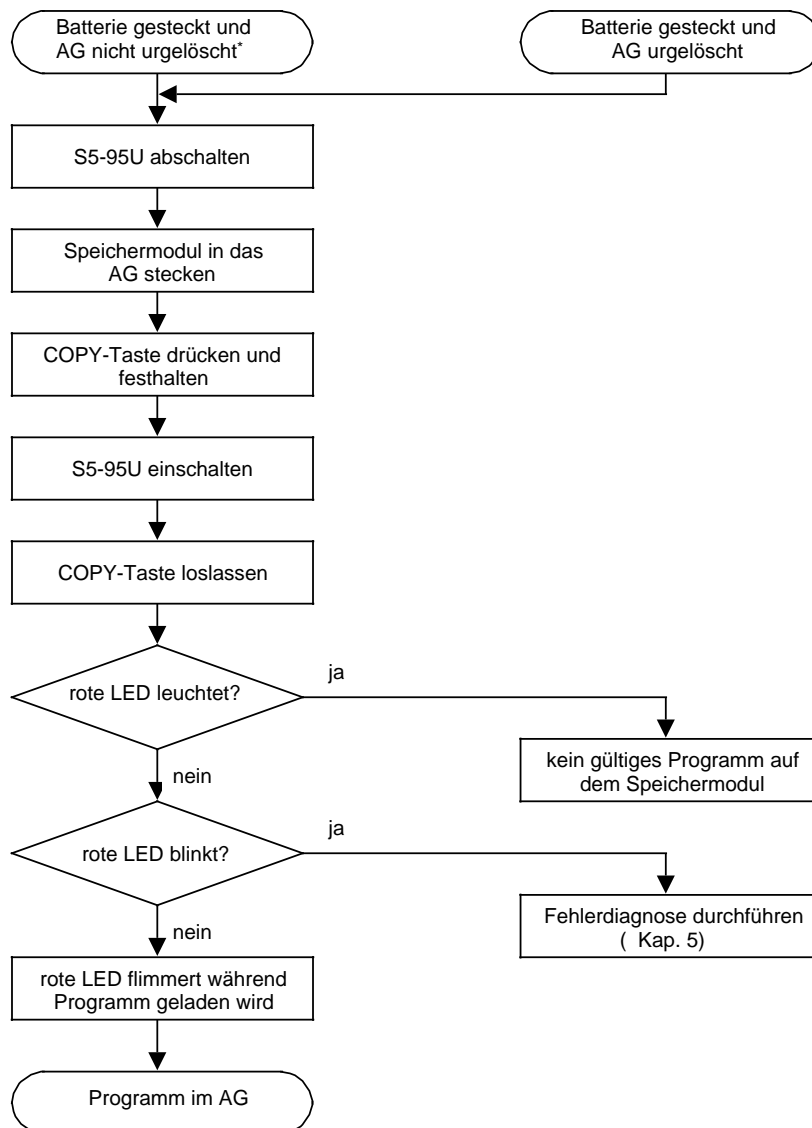 Batterie gesteckt und
AG nicht urgelöscht*
Batterie gesteckt und
AG urgelöscht
S5-95U abschalten
Speichermodul in das
AG stecken
COPY-Taste drücken und
festhalten
S5-95U einschalten
COPY-Taste loslassen
rote LED leuchtet?
ja
nein
kein gültiges Programm auf
dem Speichermodul
rote LED blinkt?
ja
nein
Fehlerdiagnose durchführen
( Kap. 5)
rote LED flimmert während
Programm geladen wird
Programm im AG